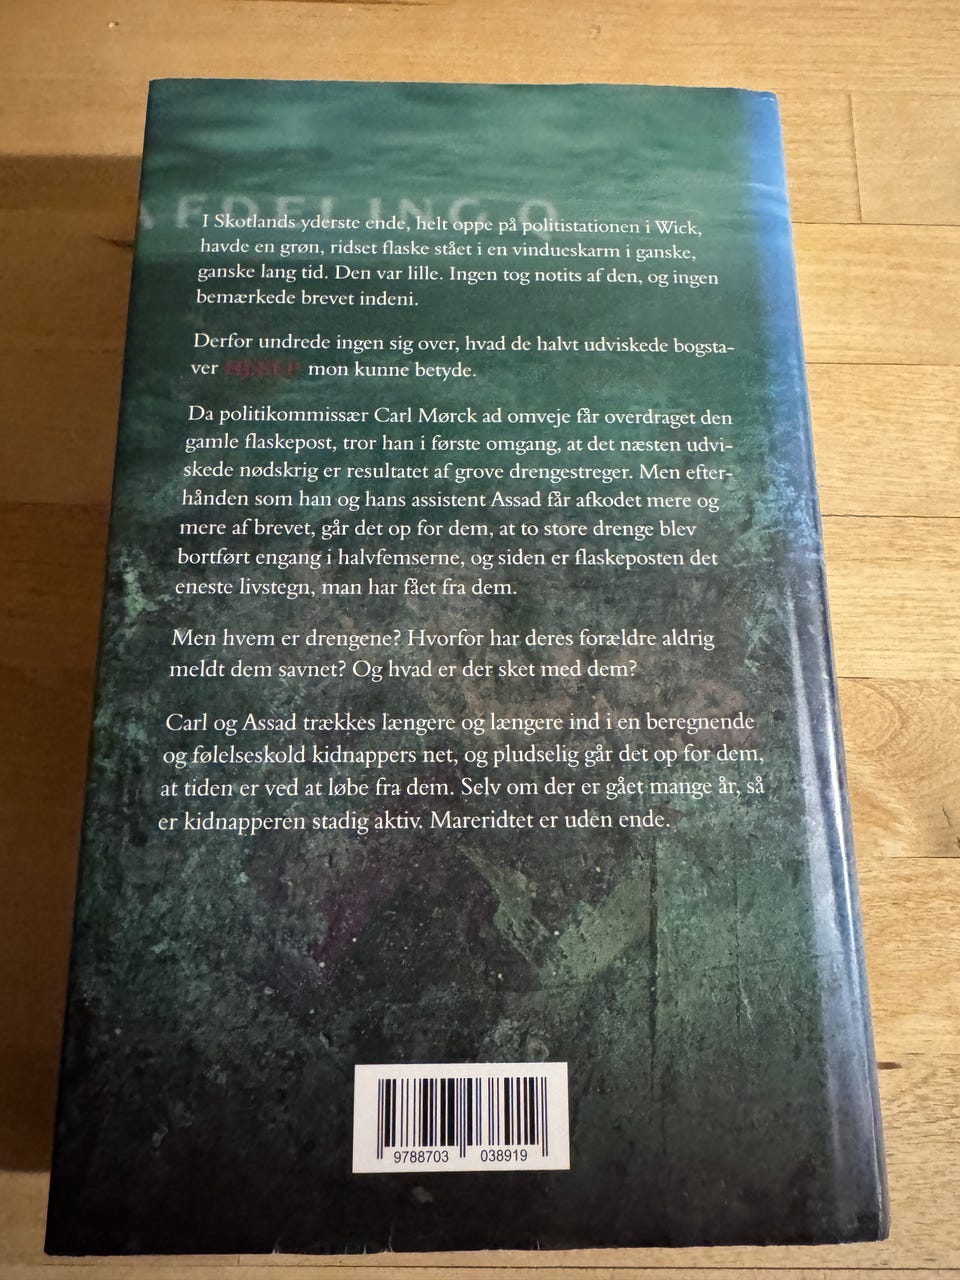 AFDELING Q
I Skotlands yderste ende, helt oppe på politistationen i Wick,
havde en grøn, ridset flaske stået i en vindueskarm i ganske,
ganske lang tid. Den var lille. Ingen tog notits af den, og ingen
bemærkede brevet indeni.
Derfor undrede ingen sig over, hvad de halvt udviskede bogsta-
ver HJÆLP mon kunne betyde.
Da politikommissær Carl Mørck ad omveje får overdraget den
gamle flaskepost, tror han i første omgang, at det næsten udvi-
skede nødskrig er resultatet af grove drengestreger. Men efter-
hånden som han og hans assistent Assad får afkodet mere og
mere af brevet, går det op for dem, at to store drenge blev
bortført engang i halvfemserne, og siden er flaskeposten det
eneste livstegn, man har fået fra dem.
Men hvem er drengene? Hvorfor har deres forældre aldrig
meldt dem savnet? Og hvad er der sket med dem?
Carl og Assad trækkes længere og længere ind i en beregnende
og følelseskold kidnappers net, og pludselig går det op for dem,
at tiden er ved at løbe fra dem. Selv om der er gået mange år, så
er kidnapperen stadig aktiv. Mareridtet er uden ende.
9788703 038919